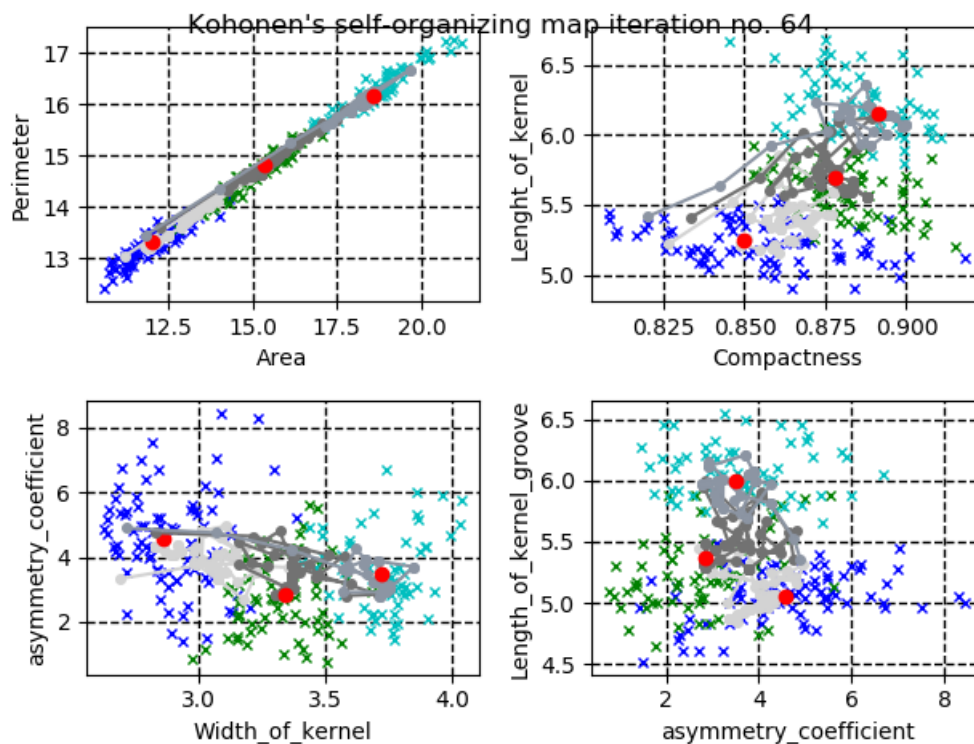 Kohonen's self-organizing map iteration no. 64
17
16
15
14
13
Perimeter
12.5 15.0 17.5 20.0
Area
6.5
6.0
5.5
5.0
Lenght_of_kernel
0.825 0.850 0.875 0.900
Compactness
8
6
4
2
asymmetry_coefficient
3.0 3.5 4.0
Width_of_kernel
6.5
6.0
5.5
5.0
4.5
Length_of_kernel_groove
2 4 6 8
asymmetry_coefficient